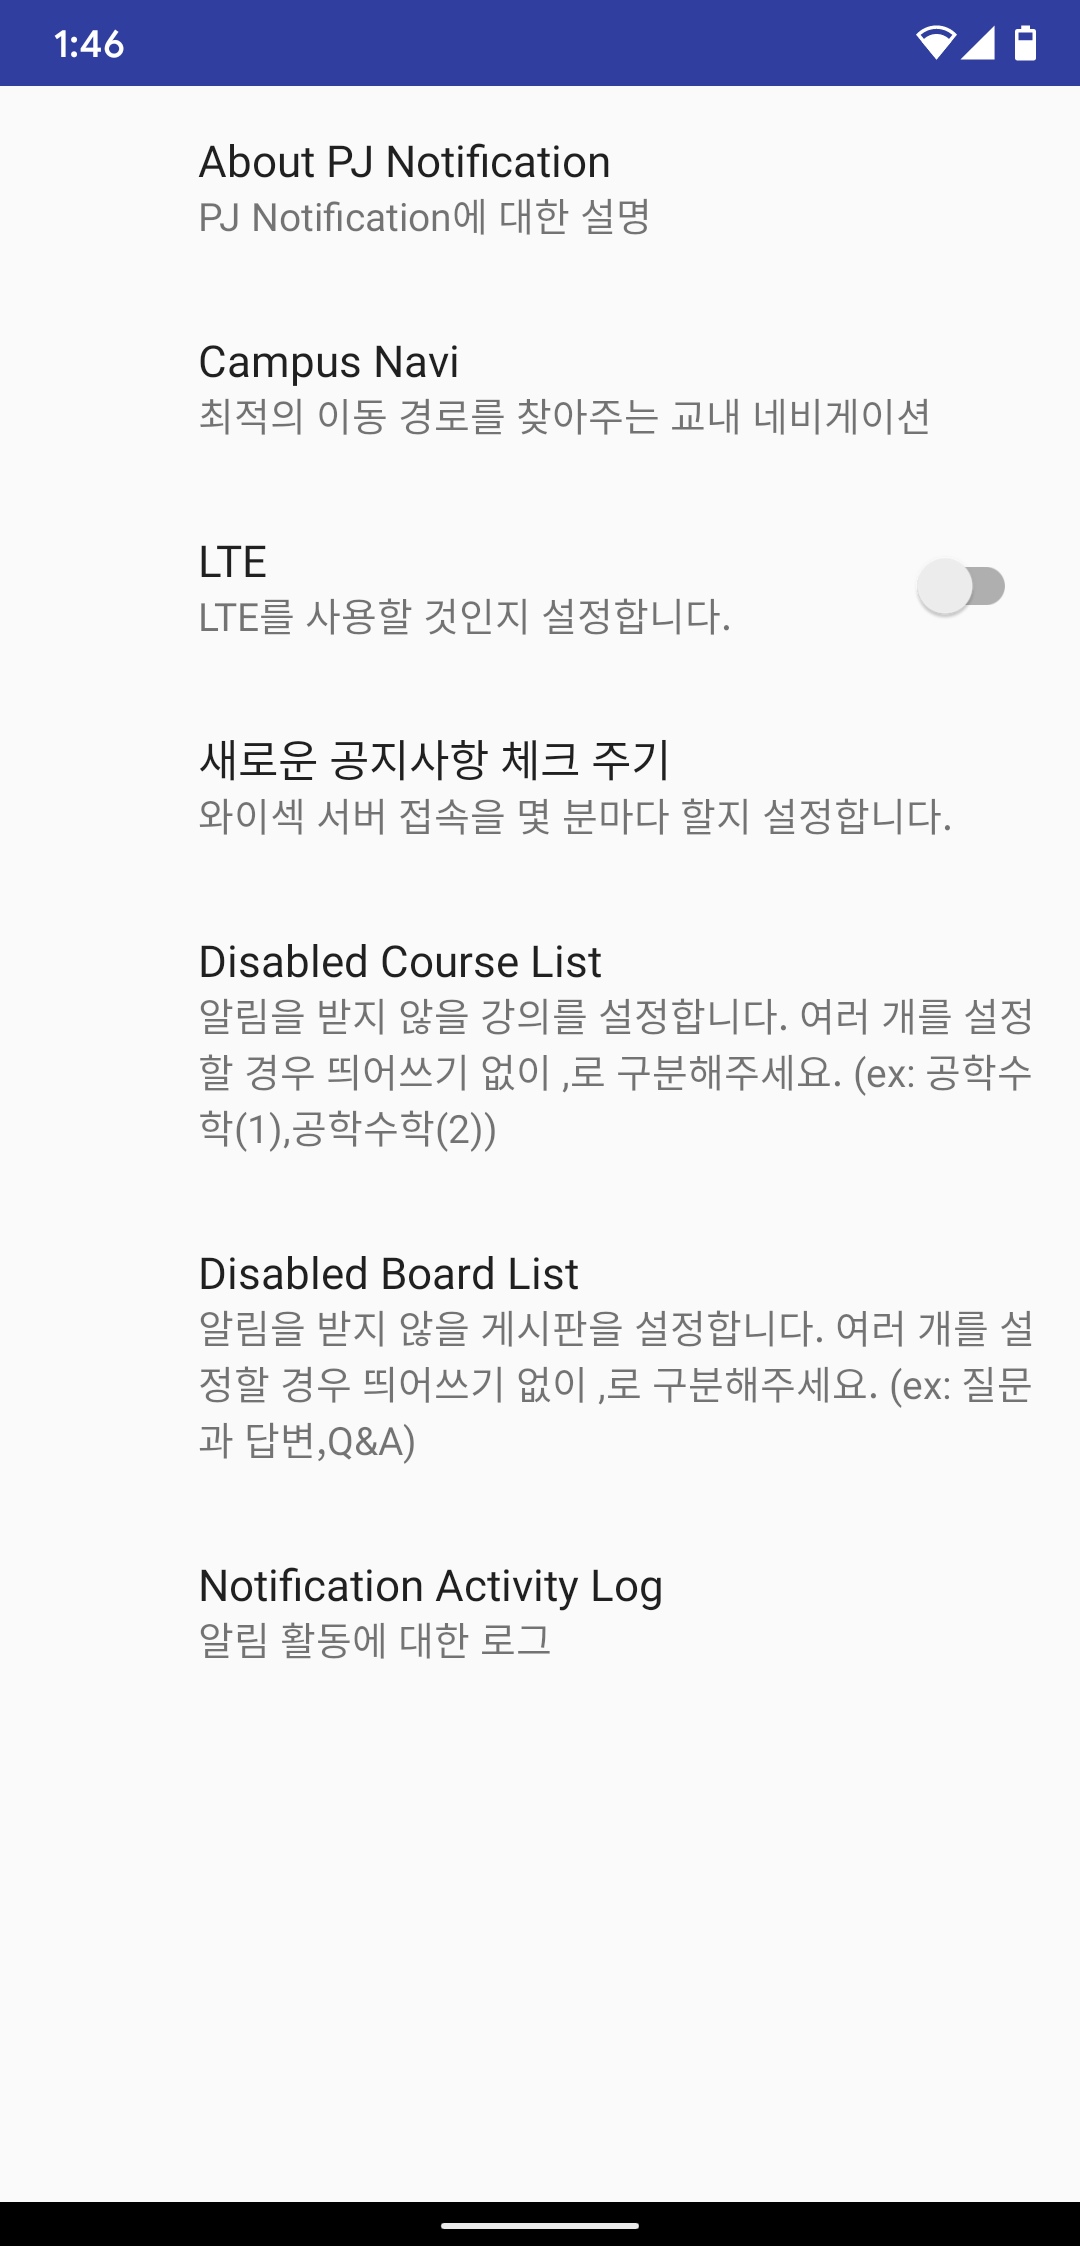 1:46
About PJ Notification
PJ Notification에 대한 설명
Campus Navi
최적의 이동 경로를 찾아주는 교내 네비게이션
LTE
LTE를 사용할 것인지 설정합니다.
새로운 공지사항 체크 주기
와이섹 서버 접속을 몇 분마다 할지 설정합니다.
Disabled Course List
알림을 받지 않을 강의를 설정합니다. 여러 개를 설정
할 경우 띄어쓰기 없이 ,로 구분해주세요. (ex: 공학수
학(1),공학수학(2))
Disabled Board List
알림을 받지 않을 게시판을 설정합니다. 여러 개를 설
정할 경우 띄어쓰기 없이 ,로 구분해주세요. (ex: 질문
과 답변,Q&A)
Notification Activity Log
알림 활동에 대한 로그